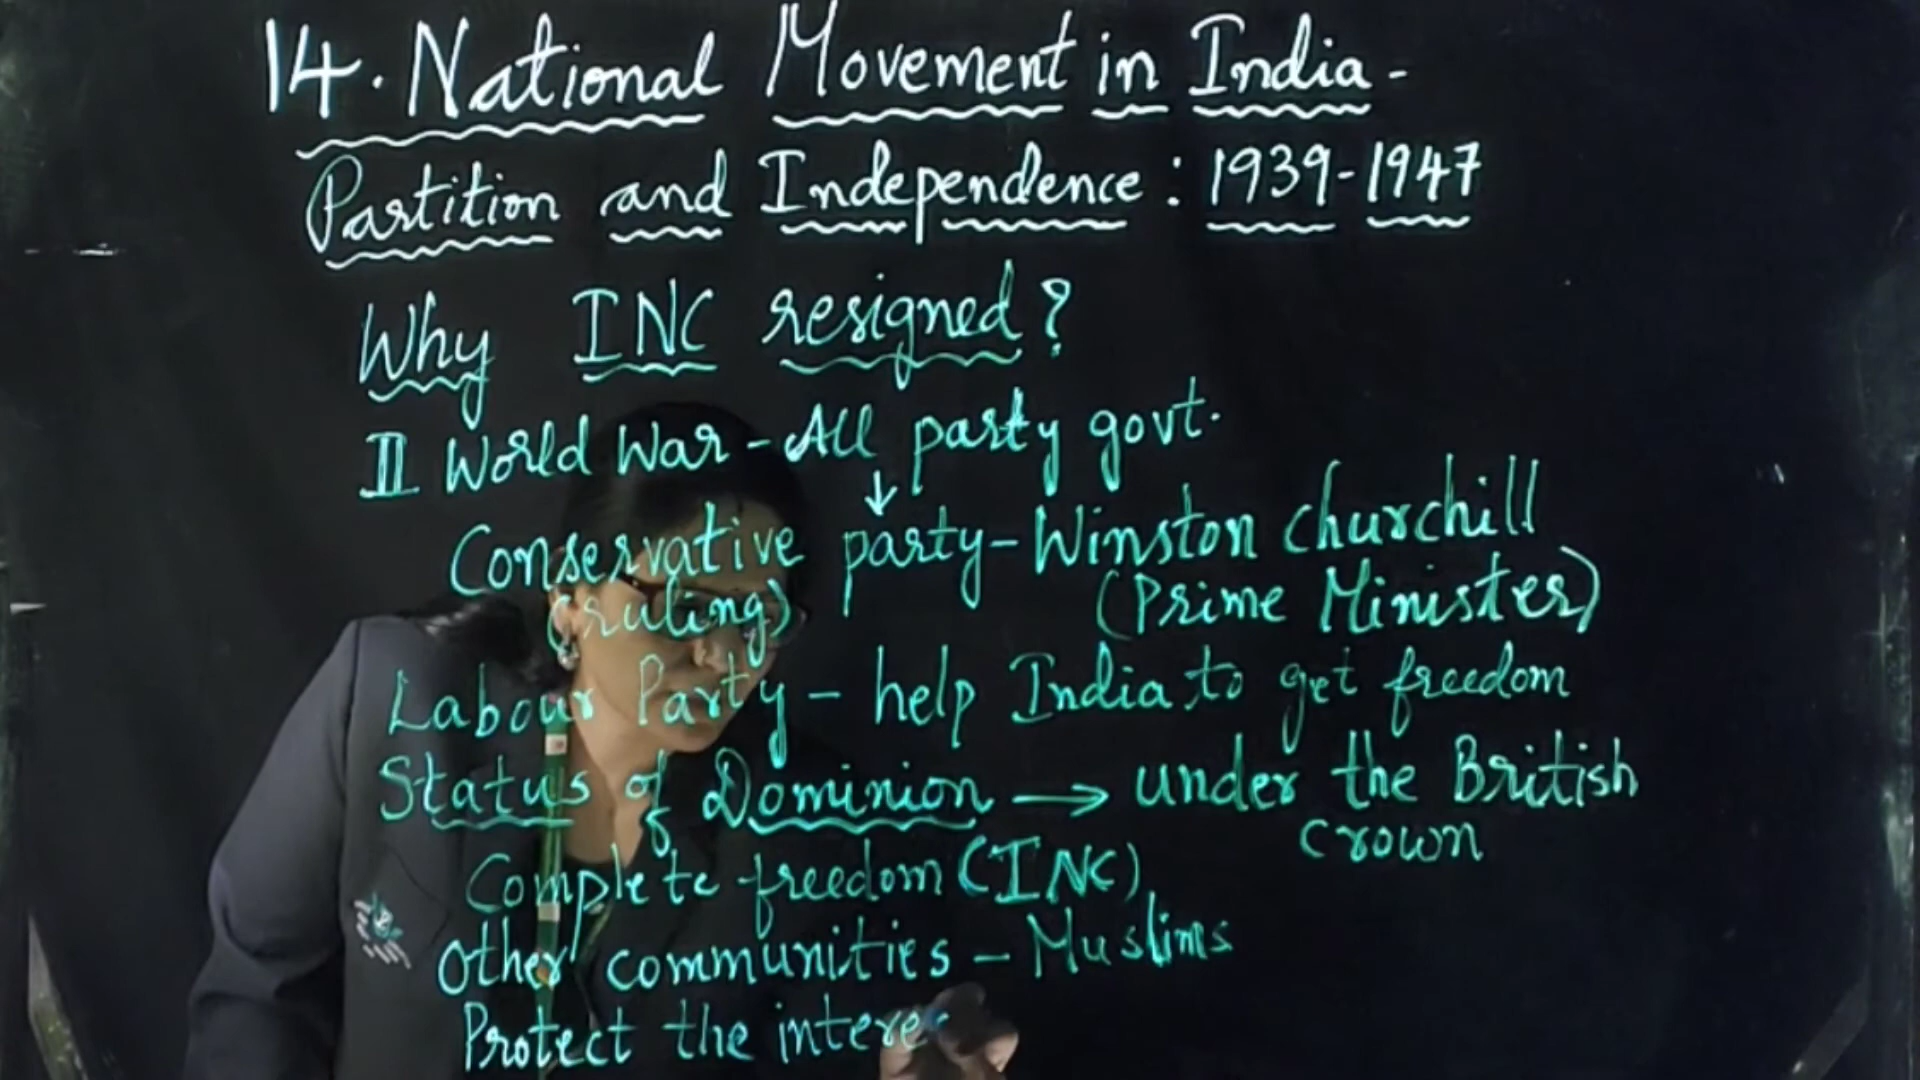 14. National Movement in India -
Partition and Independence : 1939-1947
Why INC resigned?
II World War - All party govt.
↓
Conservative party - Winston Churchill
(ruling) (Prime Minister)
Labour Party - help India to get freedom
Status of Dominion → under the British
crown
Complete freedom (INC)
Other communities - Muslims
Protect the intere